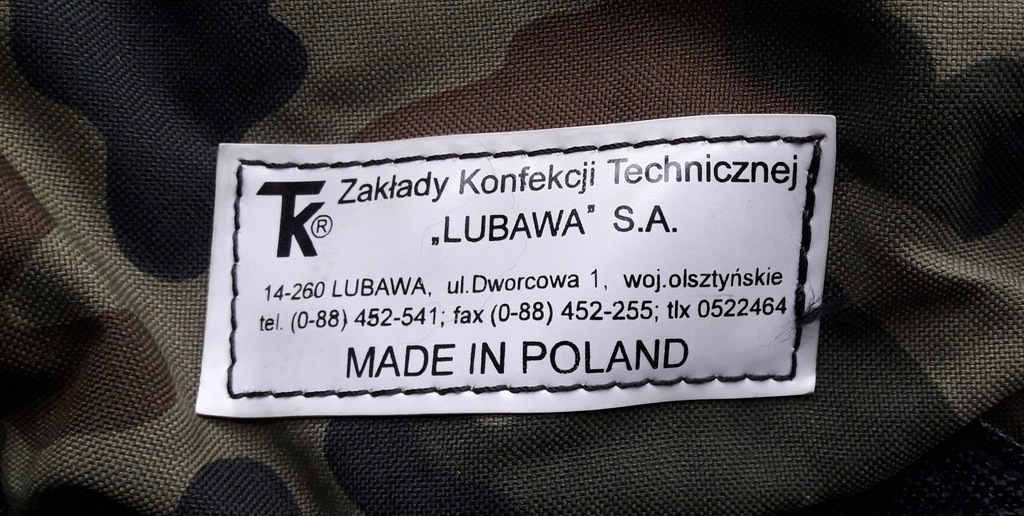 TK® Zakłady Konfekcji Technicznej
„LUBAWA" S.A.
14-260 LUBAWA, ul.Dworcowa 1, woj.olsztyńskie
tel. (0-88) 452-541; fax (0-88) 452-255; tlx 0522464
MADE IN POLAND